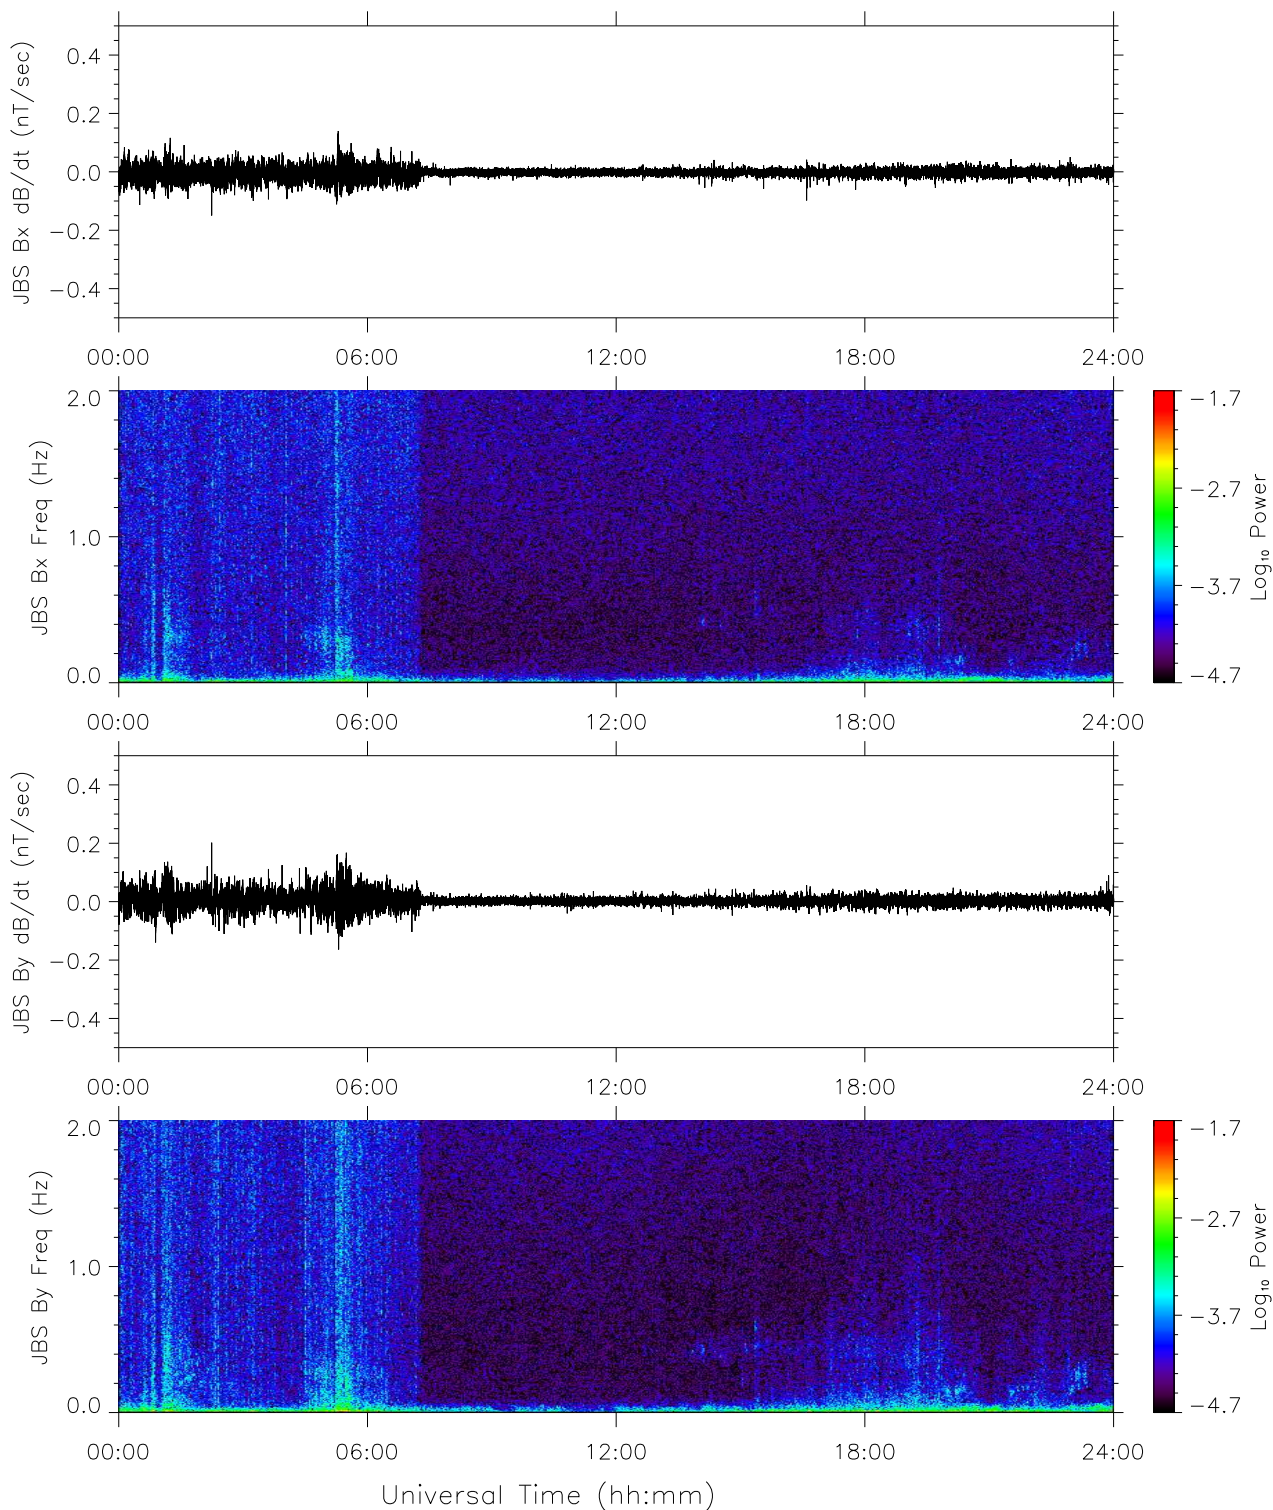 JBS Bx dB/dt (nT/sec)
0.4
0.2
0.0
−0.2
−0.4
00:00 06:00 12:00 18:00 24:00
JBS Bx Freq (Hz)
2.0
1.0
0.0
−1.7
−2.7
−3.7
−4.7
Log₁₀ Power
00:00 06:00 12:00 18:00 24:00
JBS By dB/dt (nT/sec)
0.4
0.2
0.0
−0.2
−0.4
00:00 06:00 12:00 18:00 24:00
JBS By Freq (Hz)
2.0
1.0
0.0
−1.7
−2.7
−3.7
−4.7
Log₁₀ Power
00:00 06:00 12:00 18:00 24:00
Universal Time (hh:mm)